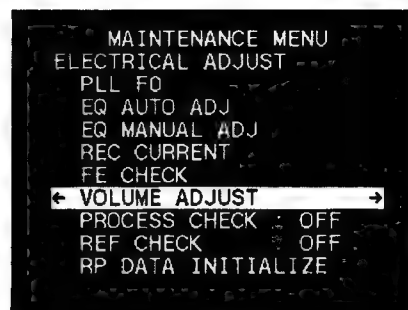 MAINTENANCE MENU
ELECTRICAL ADJUST
PLL FO
EQ AUTO ADJ
EQ MANUAL ADJ
REC CURRENT
FE CHECK
← VOLUME ADJUST →
PROCESS CHECK : OFF
REF CHECK : OFF
RP DATA INITIALIZE